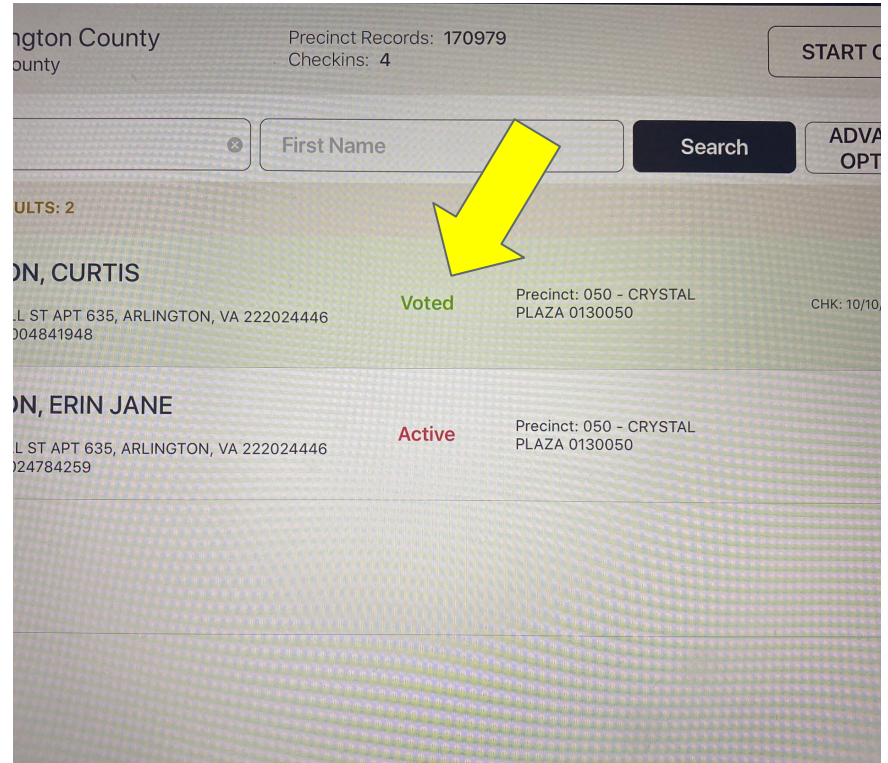 ngton County
ounty
Precinct Records: 170979
Checkins: 4
START C
First Name
Search
ADVA
OPT
ULTS: 2
ON, CURTIS
LL ST APT 635, ARLINGTON, VA 222024446
004841948
Voted
Precinct: 050 - CRYSTAL
PLAZA 0130050
CHK: 10/10/
ON, ERIN JANE
L ST APT 635, ARLINGTON, VA 222024446
024784259
Active
Precinct: 050 - CRYSTAL
PLAZA 0130050